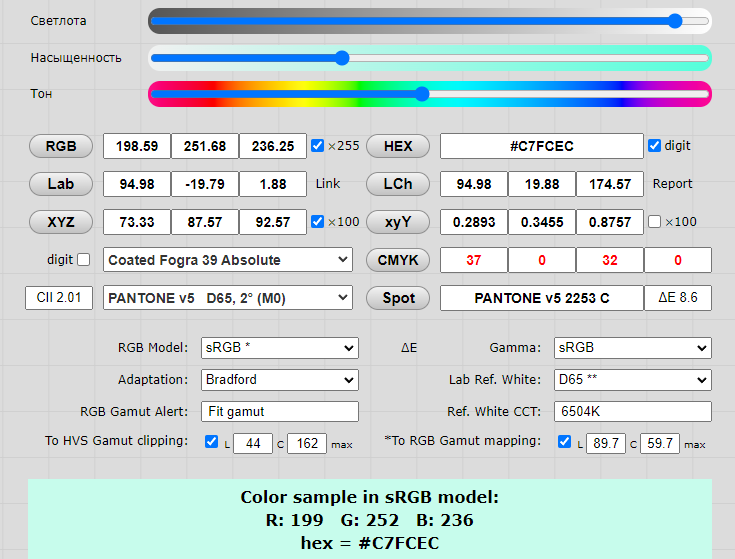 Светлота
Насыщенность
Тон
RGB 198.59 251.68 236.25 ×255 HEX #C7FCEC digit
Lab 94.98 -19.79 1.88 Link LCh 94.98 19.88 174.57 Report
XYZ 73.33 87.57 92.57 ×100 xyY 0.2893 0.3455 0.8757 ×100
digit Coated Fogra 39 Absolute CMYK 37 0 32 0
CII 2.01 PANTONE v5 D65, 2° (M0) Spot PANTONE v5 2253 C ΔE 8.6
RGB Model: sRGB * ΔE Gamma: sRGB
Adaptation: Bradford Lab Ref. White: D65 **
RGB Gamut Alert: Fit gamut Ref. White CCT: 6504K
To HVS Gamut clipping: L 44 C 162 max *To RGB Gamut mapping: L 89.7 C 59.7 max
Color sample in sRGB model:
R: 199 G: 252 B: 236
hex = #C7FCEC